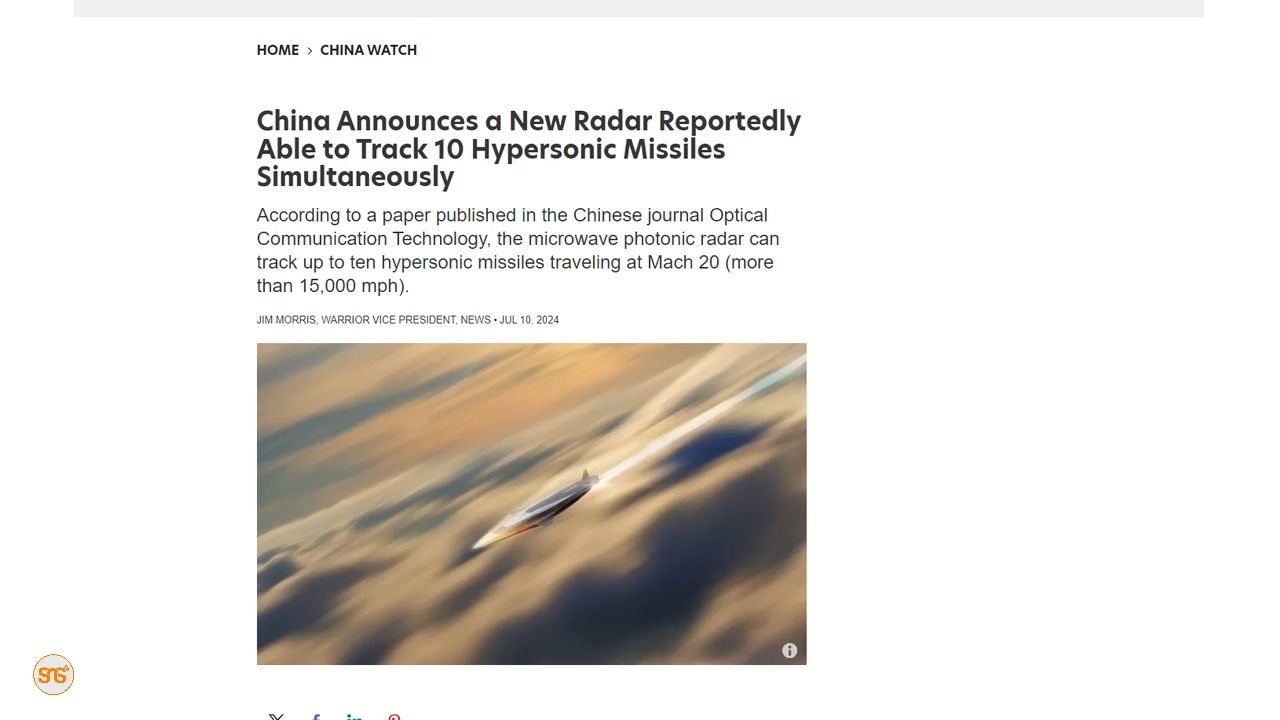 HOME > CHINA WATCH
China Announces a New Radar Reportedly
Able to Track 10 Hypersonic Missiles
Simultaneously
According to a paper published in the Chinese journal Optical
Communication Technology, the microwave photonic radar can
track up to ten hypersonic missiles traveling at Mach 20 (more
than 15,000 mph).
JIM MORRIS, WARRIOR VICE PRESIDENT, NEWS • JUL 10, 2024
SNS